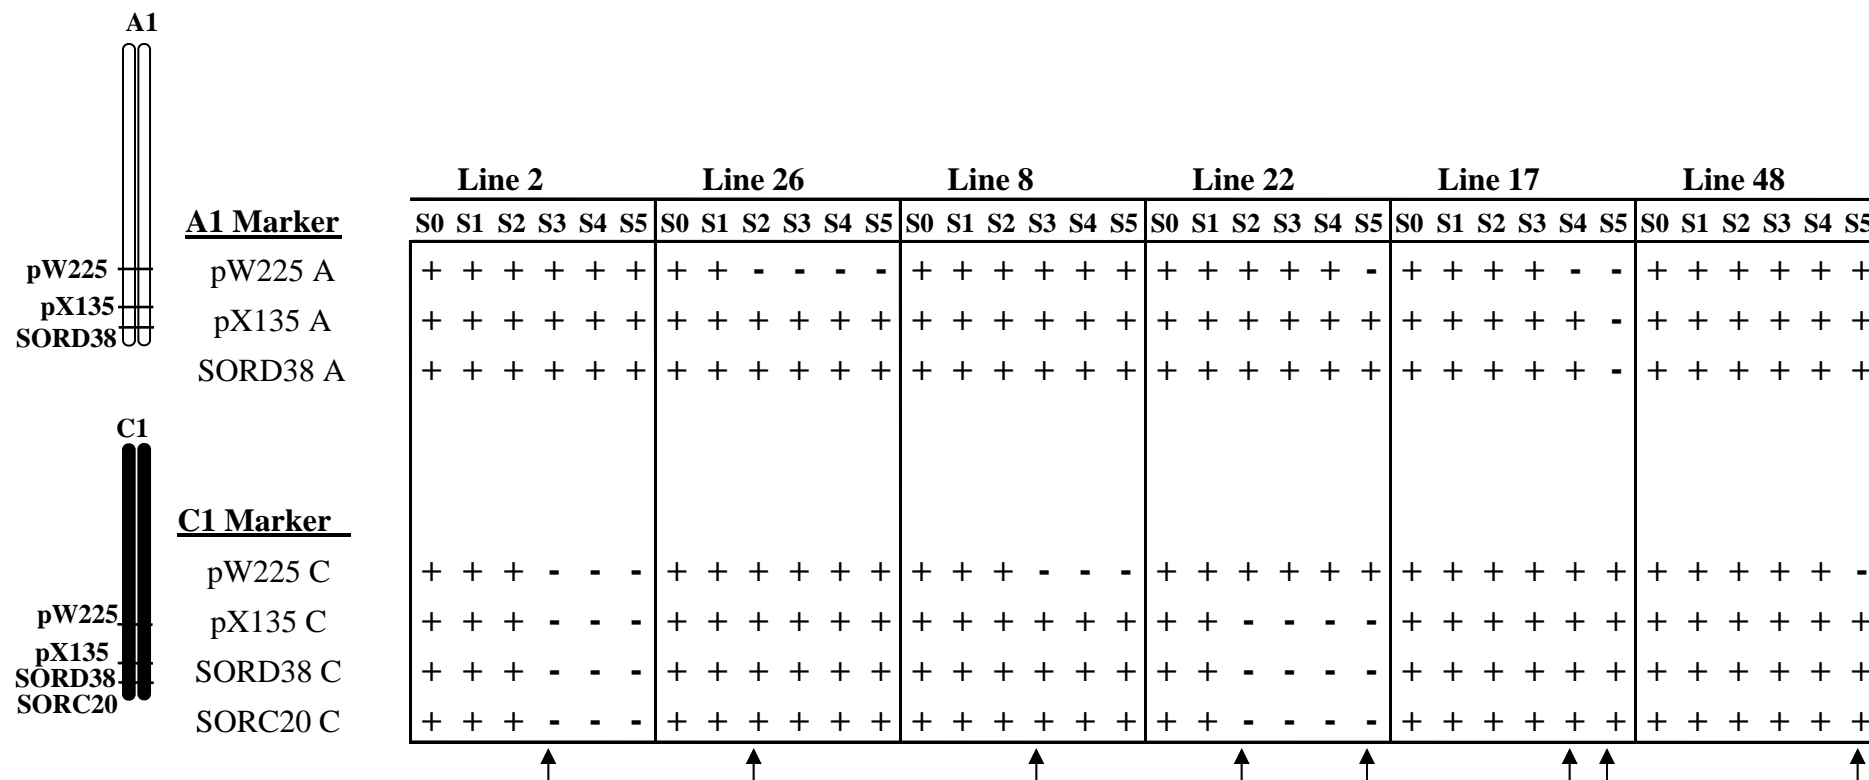 A1
Line 2 Line 26 Line 8 Line 22 Line 17 Line 48
A1 Marker S0 S1 S2 S3 S4 S5 S0 S1 S2 S3 S4 S5 S0 S1 S2 S3 S4 S5 S0 S1 S2 S3 S4 S5 S0 S1 S2 S3 S4 S5 S0 S1 S2 S3 S4 S5
pW225 pW225 A + + + + + + + + - - - - + + + + + + + + + + + - + + + + - - + + + + + +
pX135 pX135 A + + + + + + + + + + + + + + + + + + + + + + + + + + + + + - + + + + + +
SORD38 SORD38 A + + + + + + + + + + + + + + + + + + + + + + + + + + + + + - + + + + + +
C1
C1 Marker
pW225 C + + + - - - + + + + + + + + + - - - + + + + + + + + + + + + + + + + + -
pW225 pX135 C + + + - - - + + + + + + + + + + + + + + - - - - + + + + + + + + + + + +
pX135
SORD38 SORD38 C + + + - - - + + + + + + + + + + + + + + - - - - + + + + + + + + + + + +
SORC20 SORC20 C + + + - - - + + + + + + + + + + + + + + - - - - + + + + + + + + + + + +